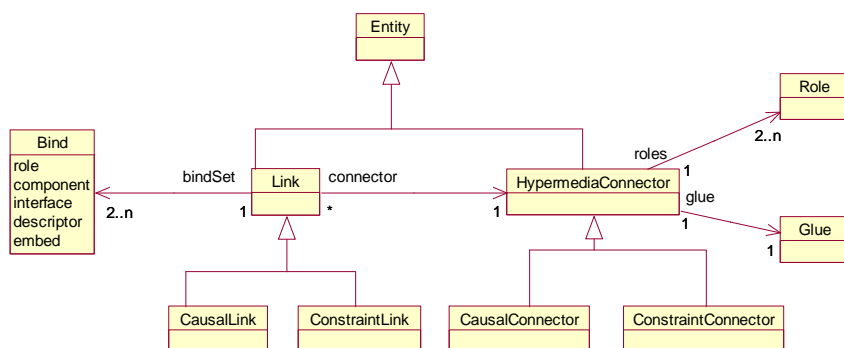 Entity
Role
roles
1
2..n
Bind
role
component
interface
descriptor
embed
2..n
bindSet
1
Link
*
connector
1
HypermediaConnector
glue
1
1
Glue
CausalLink
ConstraintLink
CausalConnector
ConstraintConnector